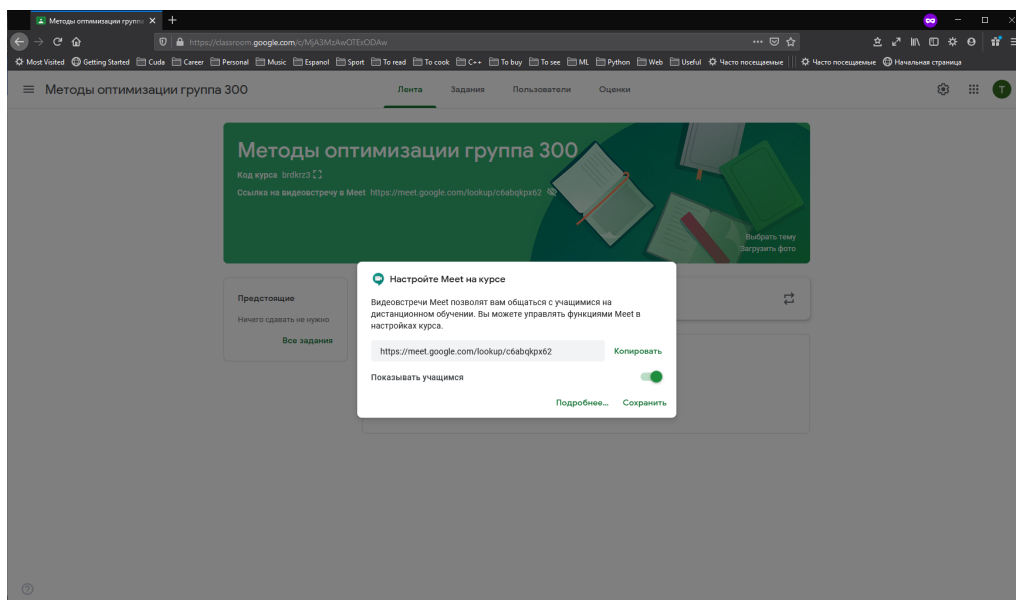 Методы оптимизации группа
https://classroom.google.com/c/MjA3MzAwOTExODAw
Most Visited Getting Started Cuda Career Personal Music Espanol Sport To read To cook C++ To buy To see ML Python Web Useful Часто посещаемые Часто посещаемые Начальная страница
Методы оптимизации группа 300 Лента Задания Пользователи Оценки T
Методы оптимизации группа 300
Код курса brdkrz3
Ссылка на видеовстречу в Meet https://meet.google.com/lookup/c6abqkpx62
Выбрать тему
Загрузить фото
Предстоящие
Ничего сдавать не нужно
Все задания
Настройте Meet на курсе
Видеовстречи Meet позволят вам общаться с учащимися на
дистанционном обучении. Вы можете управлять функциями Meet в
настройках курса.
https://meet.google.com/lookup/c6abqkpx62 Копировать
Показывать учащимся
Подробнее... Сохранить